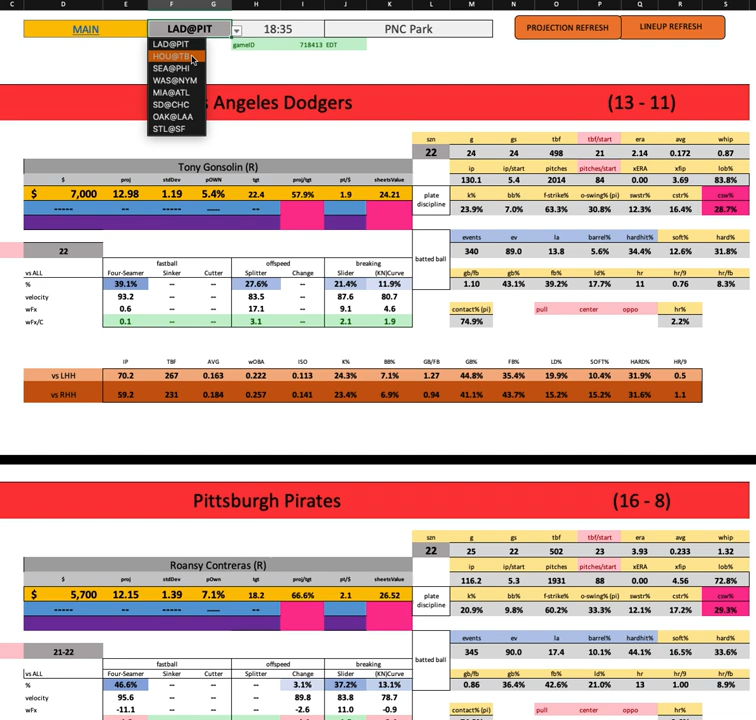 C D E F G H I J K L M N O P Q R S
MAIN LAD@PIT 18:35 PNC Park PROJECTION REFRESH LINEUP REFRESH
LAD@PIT gameID 718413 EDT
HOU@TB
SEA@PHI
WAS@NYM
MIA@ATL
SD@CHC
OAK@LAA
STL@SF
Angeles Dodgers (13 - 11)
szn g gs tbf tbf/start era avg whip
22 24 24 498 21 2.14 0.172 0.87
Tony Gonsolin (R) ip ip/start pitches pitches/start xERA xfip lob%
$ proj stdDev pOWN tgt proj/tgt pt/$ sheetsValue 130.1 5.4 2014 84 0.00 3.69 83.8%
$ 7,000 12.98 1.19 5.4% 22.4 57.9% 1.9 24.21 plate discipline k% bb% f-strike% o-swing% (pi) swstr% cstr% csw%
----- -- ----- ---- -- 23.9% 7.0% 63.3% 30.8% 12.3% 16.4% 28.7%
batted ball events ev la barrel% hardhit% soft% hard%
22 340 89.0 13.8 5.6% 34.4% 12.6% 31.8%
fastball offspeed breaking
vs ALL Four-Seamer Sinker Cutter Splitter Change Slider (KN)Curve gb/fb gb% fb% ld% hr hr/9 hr/fb
% 39.1% -- -- 27.6% -- 21.4% 11.9% 1.10 43.1% 39.2% 17.7% 11 0.76 8.3%
velocity 93.2 -- -- 83.5 -- 87.6 80.7
wFx 0.6 -- -- 17.1 -- 9.1 4.6 contact% (pi) pull center oppo hr%
wFx/C 0.1 -- -- 3.1 -- 2.1 1.9 74.9% 2.2%
IP TBF AVG wOBA ISO K% BB% GB/FB GB% FB% LD% SOFT% HARD% HR/9
vs LHH 70.2 267 0.163 0.222 0.113 24.3% 7.1% 1.27 44.8% 35.4% 19.9% 10.4% 31.9% 0.5
vs RHH 59.2 231 0.184 0.257 0.141 23.4% 6.9% 0.94 41.1% 43.7% 15.2% 15.2% 31.6% 1.1
Pittsburgh Pirates (16 - 8)
szn g gs tbf tbf/start era avg whip
22 25 22 502 23 3.93 0.233 1.32
Roansy Contreras (R) ip ip/start pitches pitches/start xERA xfip lob%
$ proj stdDev pOwn tgt proj/tgt pt/$ sheetsValue 116.2 5.3 1931 88 0.00 4.56 72.8%
$ 5,700 12.15 1.39 7.1% 18.2 66.6% 2.1 26.52 plate discipline k% bb% f-strike% o-swing% (pi) swstr% cstr% csw%
----- -- ----- ---- -- 20.9% 9.8% 60.2% 33.3% 12.1% 17.2% 29.3%
batted ball events ev la barrel% hardhit% soft% hard%
21-22 345 90.0 17.4 10.1% 44.1% 16.5% 33.6%
fastball offspeed breaking
vs ALL Four-Seamer Sinker Cutter Splitter Change Slider (KN)Curve gb/fb gb% fb% ld% hr hr/9 hr/fb
% 46.6% -- -- -- 3.1% 37.2% 13.1% 0.86 36.4% 42.6% 21.0% 13 1.00 8.9%
velocity 95.6 -- -- -- 89.8 83.8 78.7
wFx -11.1 -- -- -- -2.6 11.0 -0.9 contact% (pi) pull center oppo hr%